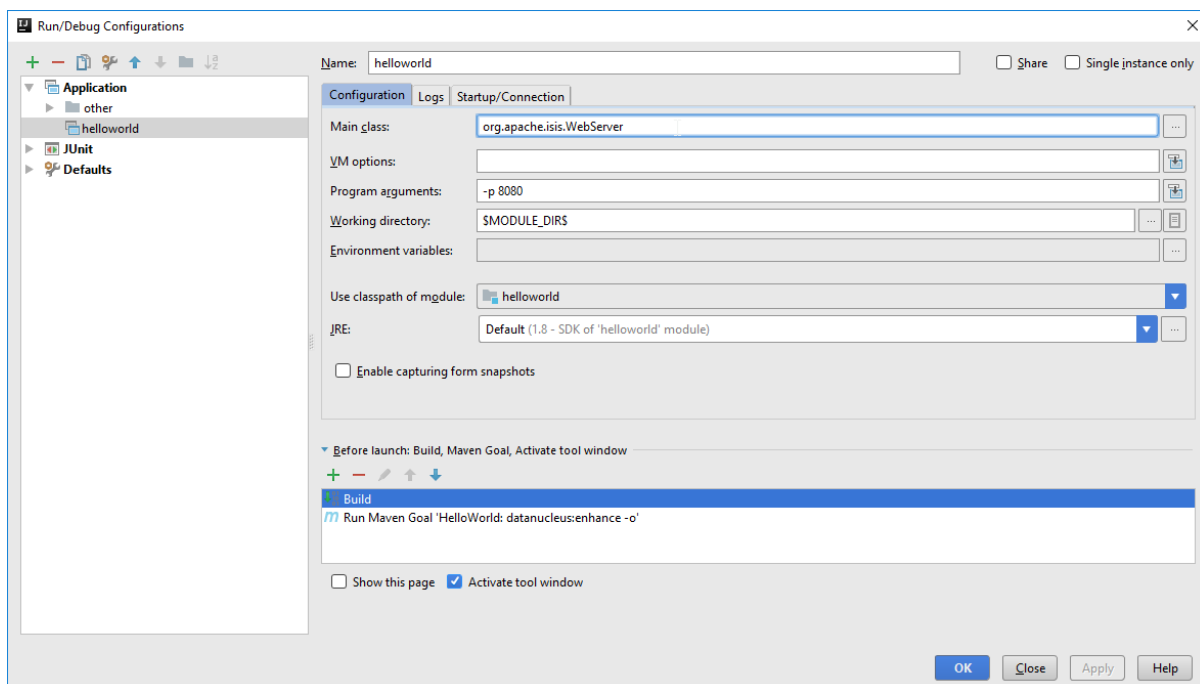 Run/Debug Configurations
Name: helloworld
Share
Single instance only
Application
other
helloworld
JUnit
Defaults
Configuration Logs Startup/Connection
Main class: org.apache.isis.WebServer ...
VM options:
Program arguments: -p 8080
Working directory: $MODULE_DIR$ ...
Environment variables: ...
Use classpath of module: helloworld
JRE: Default (1.8 - SDK of 'helloworld' module) ...
Enable capturing form snapshots
Before launch: Build, Maven Goal, Activate tool window
Build
Run Maven Goal 'HelloWorld: datanucleus:enhance -o'
Show this page Activate tool window
OK Close Apply Help